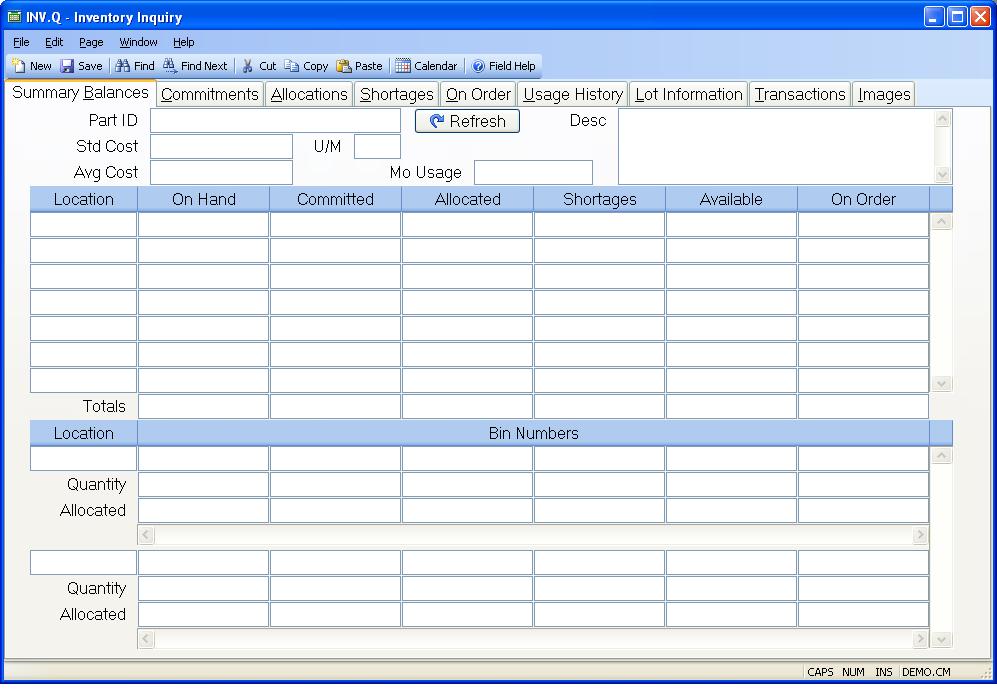 INV.Q - Inventory Inquiry
File Edit Page Window Help
New Save Find Find Next Cut Copy Paste Calendar Field Help
Summary Balances Commitments Allocations Shortages On Order Usage History Lot Information Transactions Images
Part ID Refresh Desc
Std Cost U/M
Avg Cost Mo Usage
Location On Hand Committed Allocated Shortages Available On Order
Totals
Location Bin Numbers
Quantity
Allocated
Quantity
Allocated
CAPS NUM INS DEMO.CM